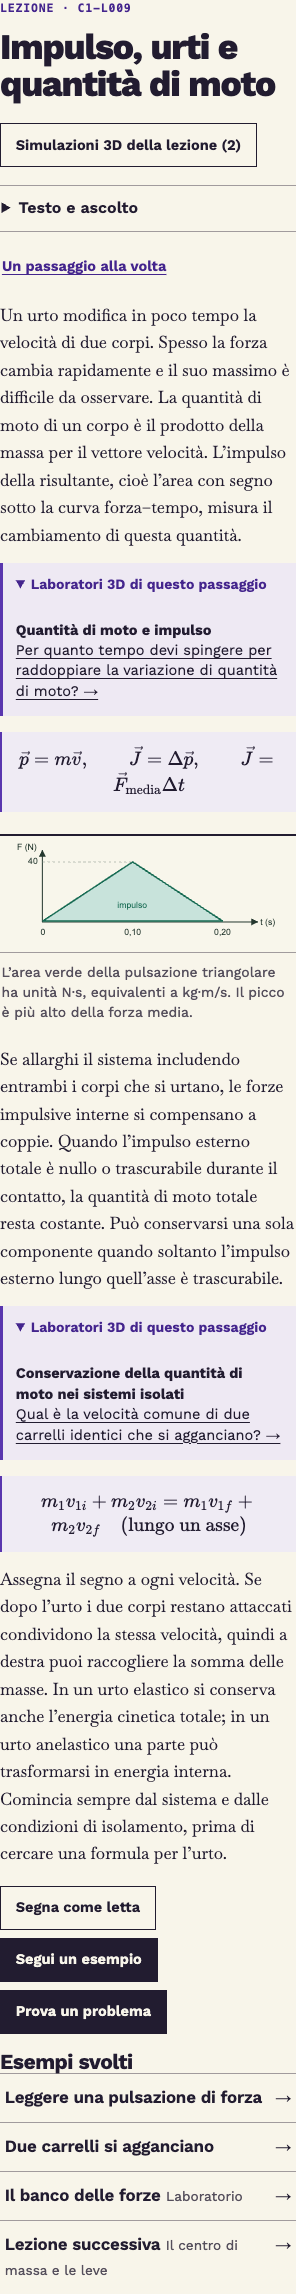 LEZIONE · C1–L009
Impulso, urti e
quantità di moto
Simulazioni 3D della lezione (2)
▶ Testo e ascolto
Un passaggio alla volta
Un urto modifica in poco tempo la
velocità di due corpi. Spesso la forza
cambia rapidamente e il suo massimo è
difficile da osservare. La quantità di
moto di un corpo è il prodotto della
massa per il vettore velocità. L’impulso
della risultante, cioè l’area con segno
sotto la curva forza–tempo, misura il
cambiamento di questa quantità.
▼ Laboratori 3D di questo passaggio
Quantità di moto e impulso
Per quanto tempo devi spingere per
raddoppiare la variazione di quantità
di moto? →
p⃗ = mv⃗, J⃗ = Δp⃗, J⃗ =
F⃗media Δt
F (N)
40
impulso
0 0,10 0,20 t (s)
L’area verde della pulsazione triangolare
ha unità N·s, equivalenti a kg·m/s. Il picco
è più alto della forza media.
Se allarghi il sistema includendo
entrambi i corpi che si urtano, le forze
impulsive interne si compensano a
coppie. Quando l’impulso esterno
totale è nullo o trascurabile durante il
contatto, la quantità di moto totale
resta costante. Può conservarsi una sola
componente quando soltanto l’impulso
esterno lungo quell’asse è trascurabile.
▼ Laboratori 3D di questo passaggio
Conservazione della quantità di
moto nei sistemi isolati
Qual è la velocità comune di due
carrelli identici che si agganciano? →
m₁v₁ᵢ + m₂v₂ᵢ = m₁v₁f +
m₂v₂f (lungo un asse)
Assegna il segno a ogni velocità. Se
dopo l’urto i due corpi restano attaccati
condividono la stessa velocità, quindi a
destra puoi raccogliere la somma delle
masse. In un urto elastico si conserva
anche l’energia cinetica totale; in un
urto anelastico una parte può
trasformarsi in energia interna.
Comincia sempre dal sistema e dalle
condizioni di isolamento, prima di
cercare una formula per l’urto.
Segna come letta
Segui un esempio
Prova un problema
Esempi svolti
Leggere una pulsazione di forza →
Due carrelli si agganciano →
Il banco delle forze Laboratorio →
Lezione successiva Il centro di →
massa e le leve